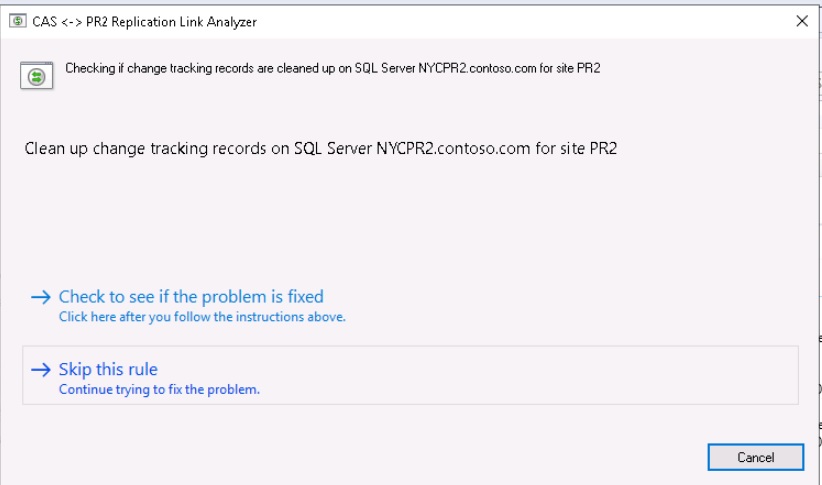 CAS <-> PR2 Replication Link Analyzer
Checking if change tracking records are cleaned up on SQL Server NYCPR2.contoso.com for site PR2
Clean up change tracking records on SQL Server NYCPR2.contoso.com for site PR2
Check to see if the problem is fixed
Click here after you follow the instructions above.
Skip this rule
Continue trying to fix the problem.
Cancel